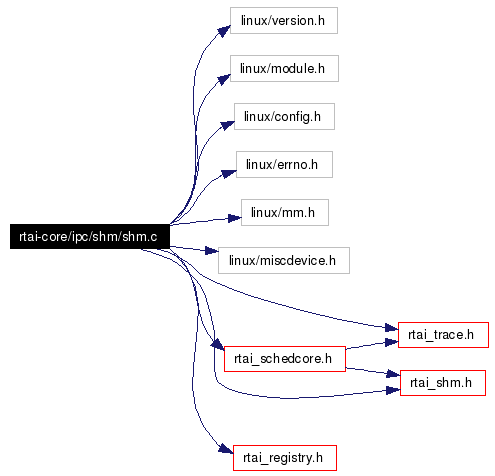 linux/version.h
linux/module.h
linux/config.h
linux/errno.h
linux/mm.h
rtai-core/ipc/shm/shm.c
linux/miscdevice.h
rtai_trace.h
rtai_schedcore.h
rtai_shm.h
rtai_registry.h